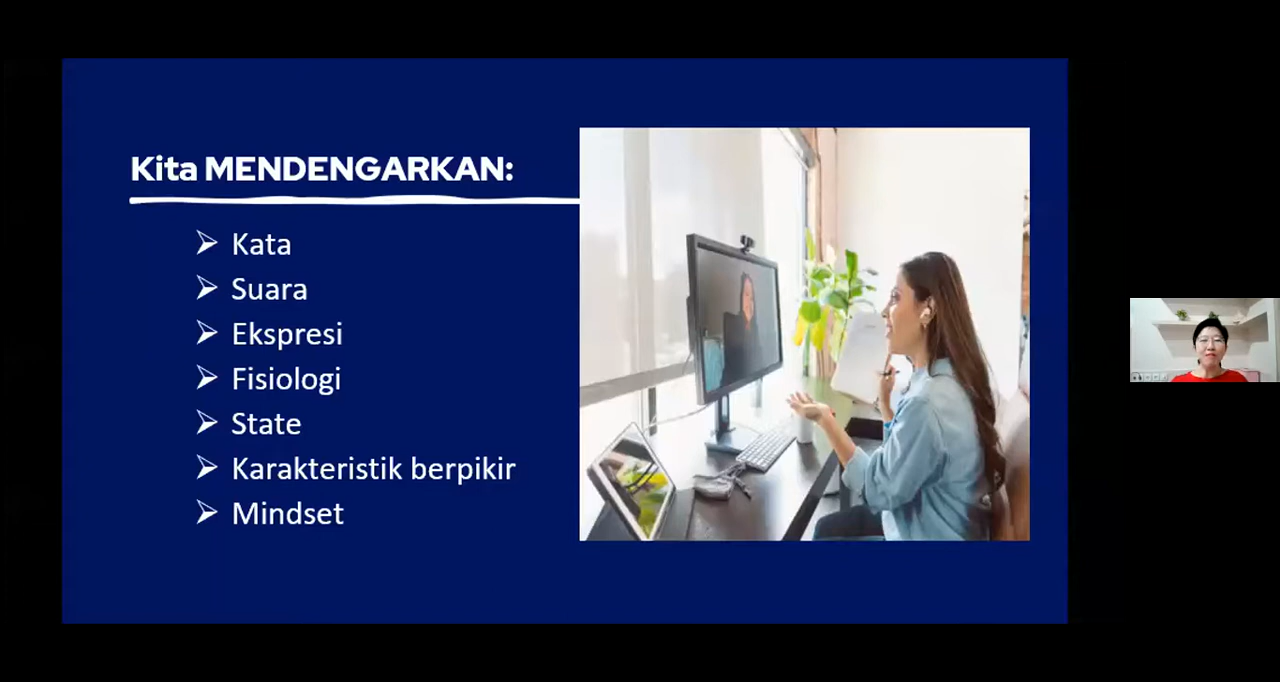 Kita MENDENGARKAN:
Kata
Suara
Ekspresi
Fisiologi
State
Karakteristik berpikir
Mindset